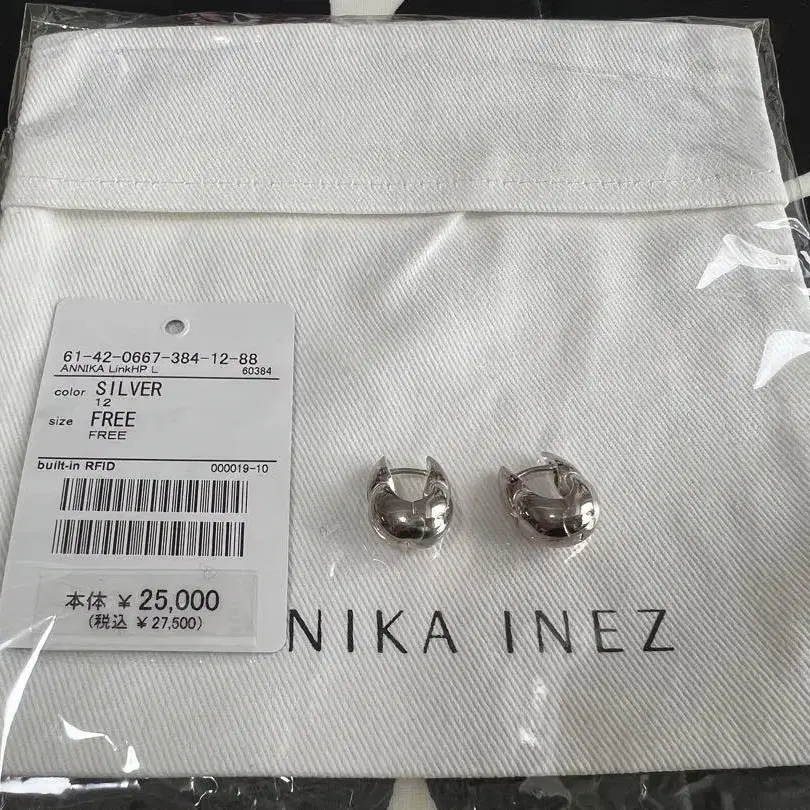 61-42-0667-384-12-88
ANNIKA LinkHP L 60384
color SILVER
12
size FREE
FREE
built-in RFID 000019-10
本体 ¥ 25,000
(税込 ¥ 27,500)
NNIKA INEZ